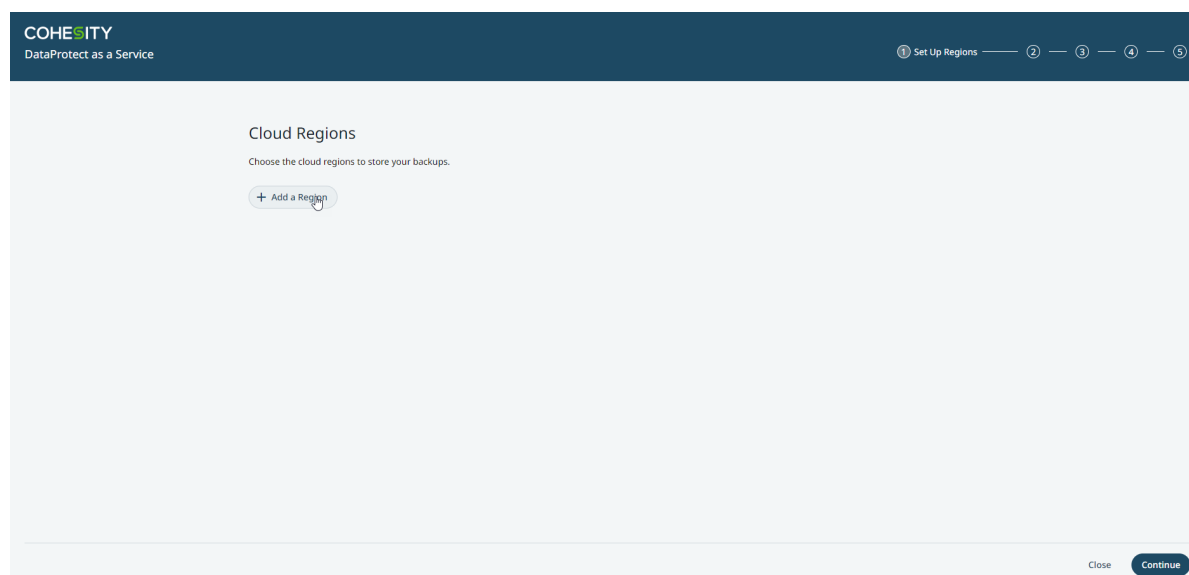 COHESITY
DataProtect as a Service
1 Set Up Regions 2 3 4 5
Cloud Regions
Choose the cloud regions to store your backups.
+ Add a Region
Close Continue